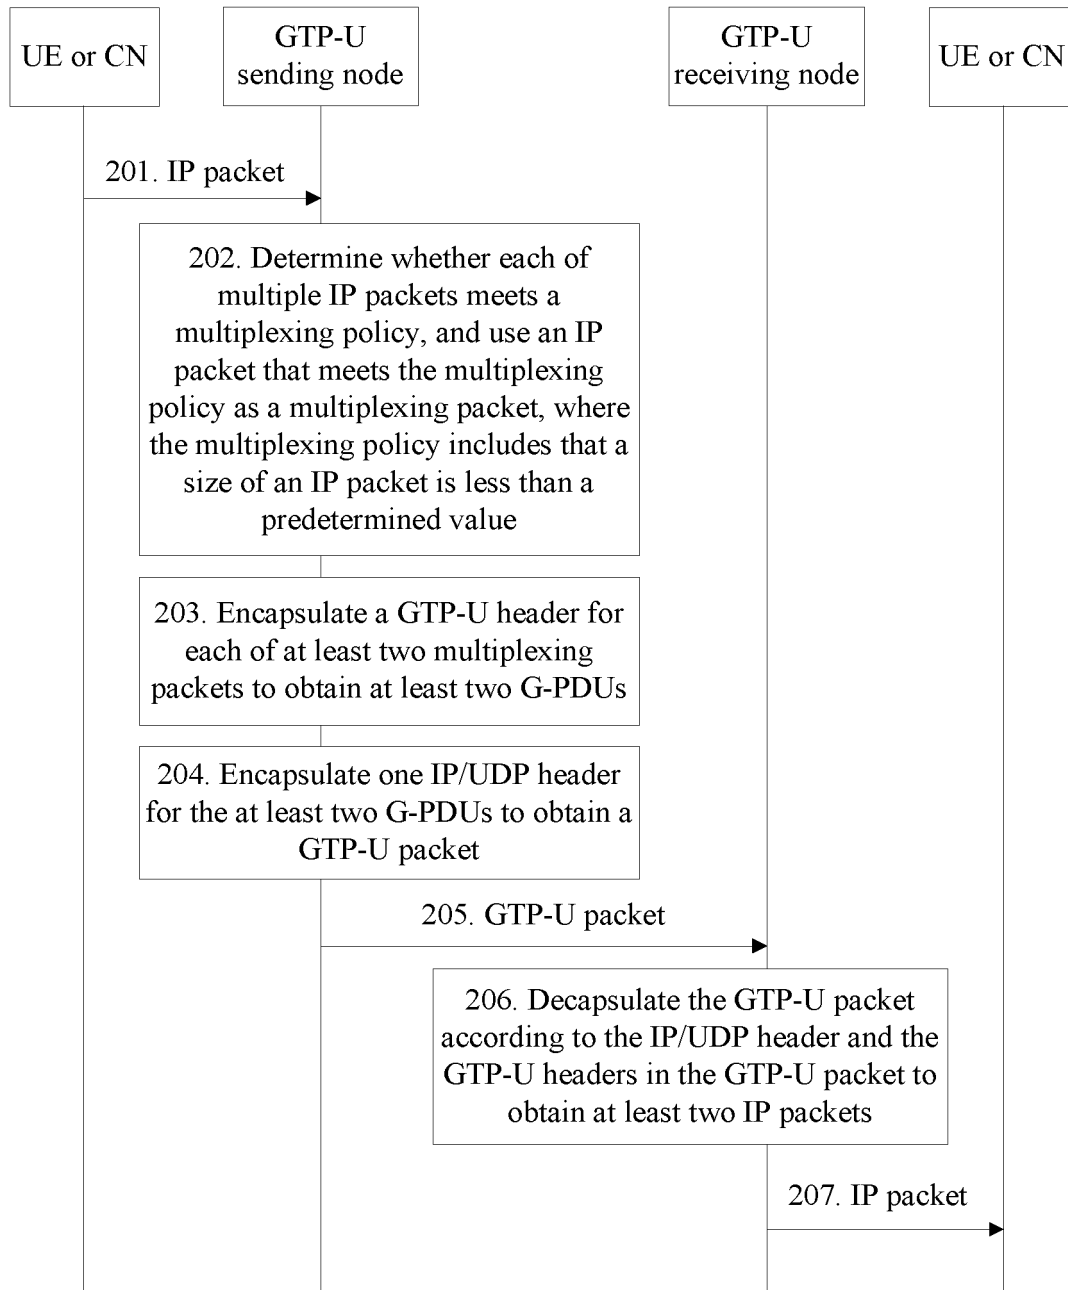 UE or CN
GTP-U
sending node
GTP-U
receiving node
UE or CN
201. IP packet
202. Determine whether each of
multiple IP packets meets a
multiplexing policy, and use an IP
packet that meets the multiplexing
policy as a multiplexing packet, where
the multiplexing policy includes that a
size of an IP packet is less than a
predetermined value
203. Encapsulate a GTP-U header for
each of at least two multiplexing
packets to obtain at least two G-PDUs
204. Encapsulate one IP/UDP header
for the at least two G-PDUs to obtain a
GTP-U packet
205. GTP-U packet
206. Decapsulate the GTP-U packet
according to the IP/UDP header and the
GTP-U headers in the GTP-U packet to
obtain at least two IP packets
207. IP packet